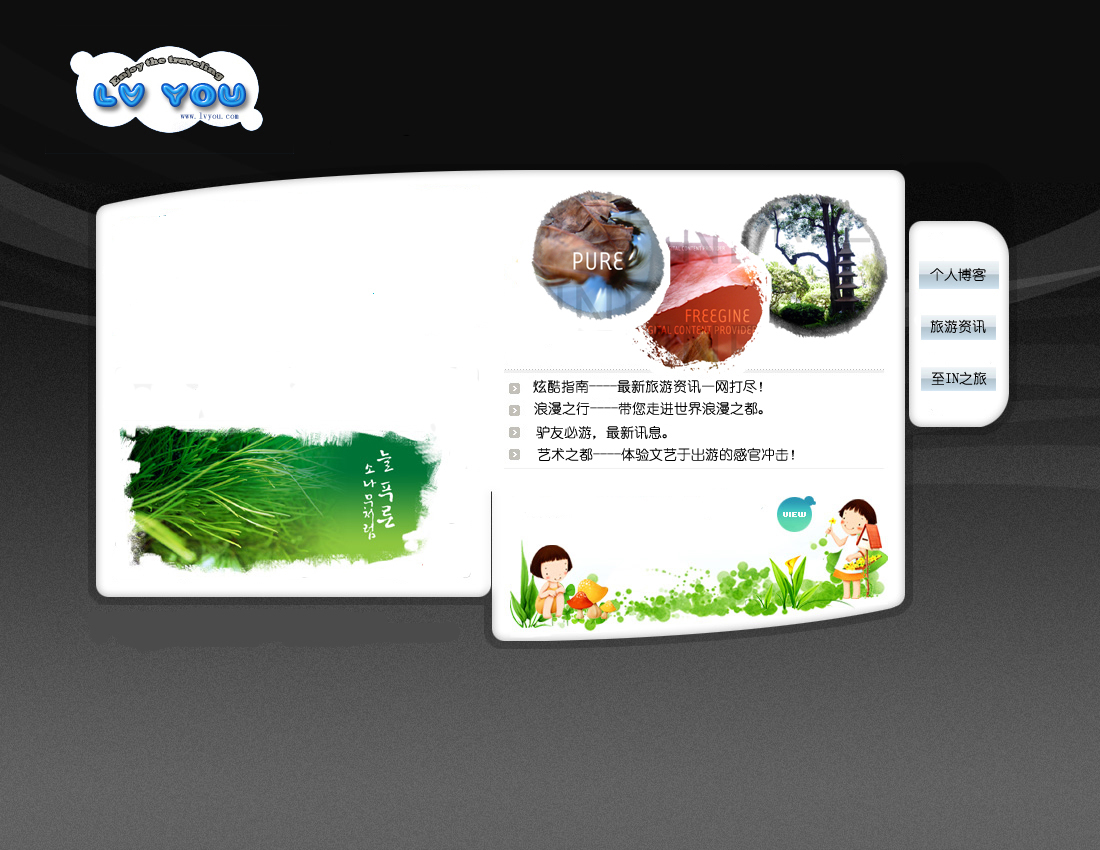 Enjoy the traveling
LV YOU
www.lvyou.com
PURE
FREEGINE
GITAL CONTENT PROVIDER
个人博客
旅游资讯
至IN之旅
炫酷指南----最新旅游资讯一网打尽！
浪漫之行----带您走进世界浪漫之都。
驴友必游，最新讯息。
艺术之都----体验文艺于出游的感官冲击！
늘 푸른
소나무처럼
VIEW